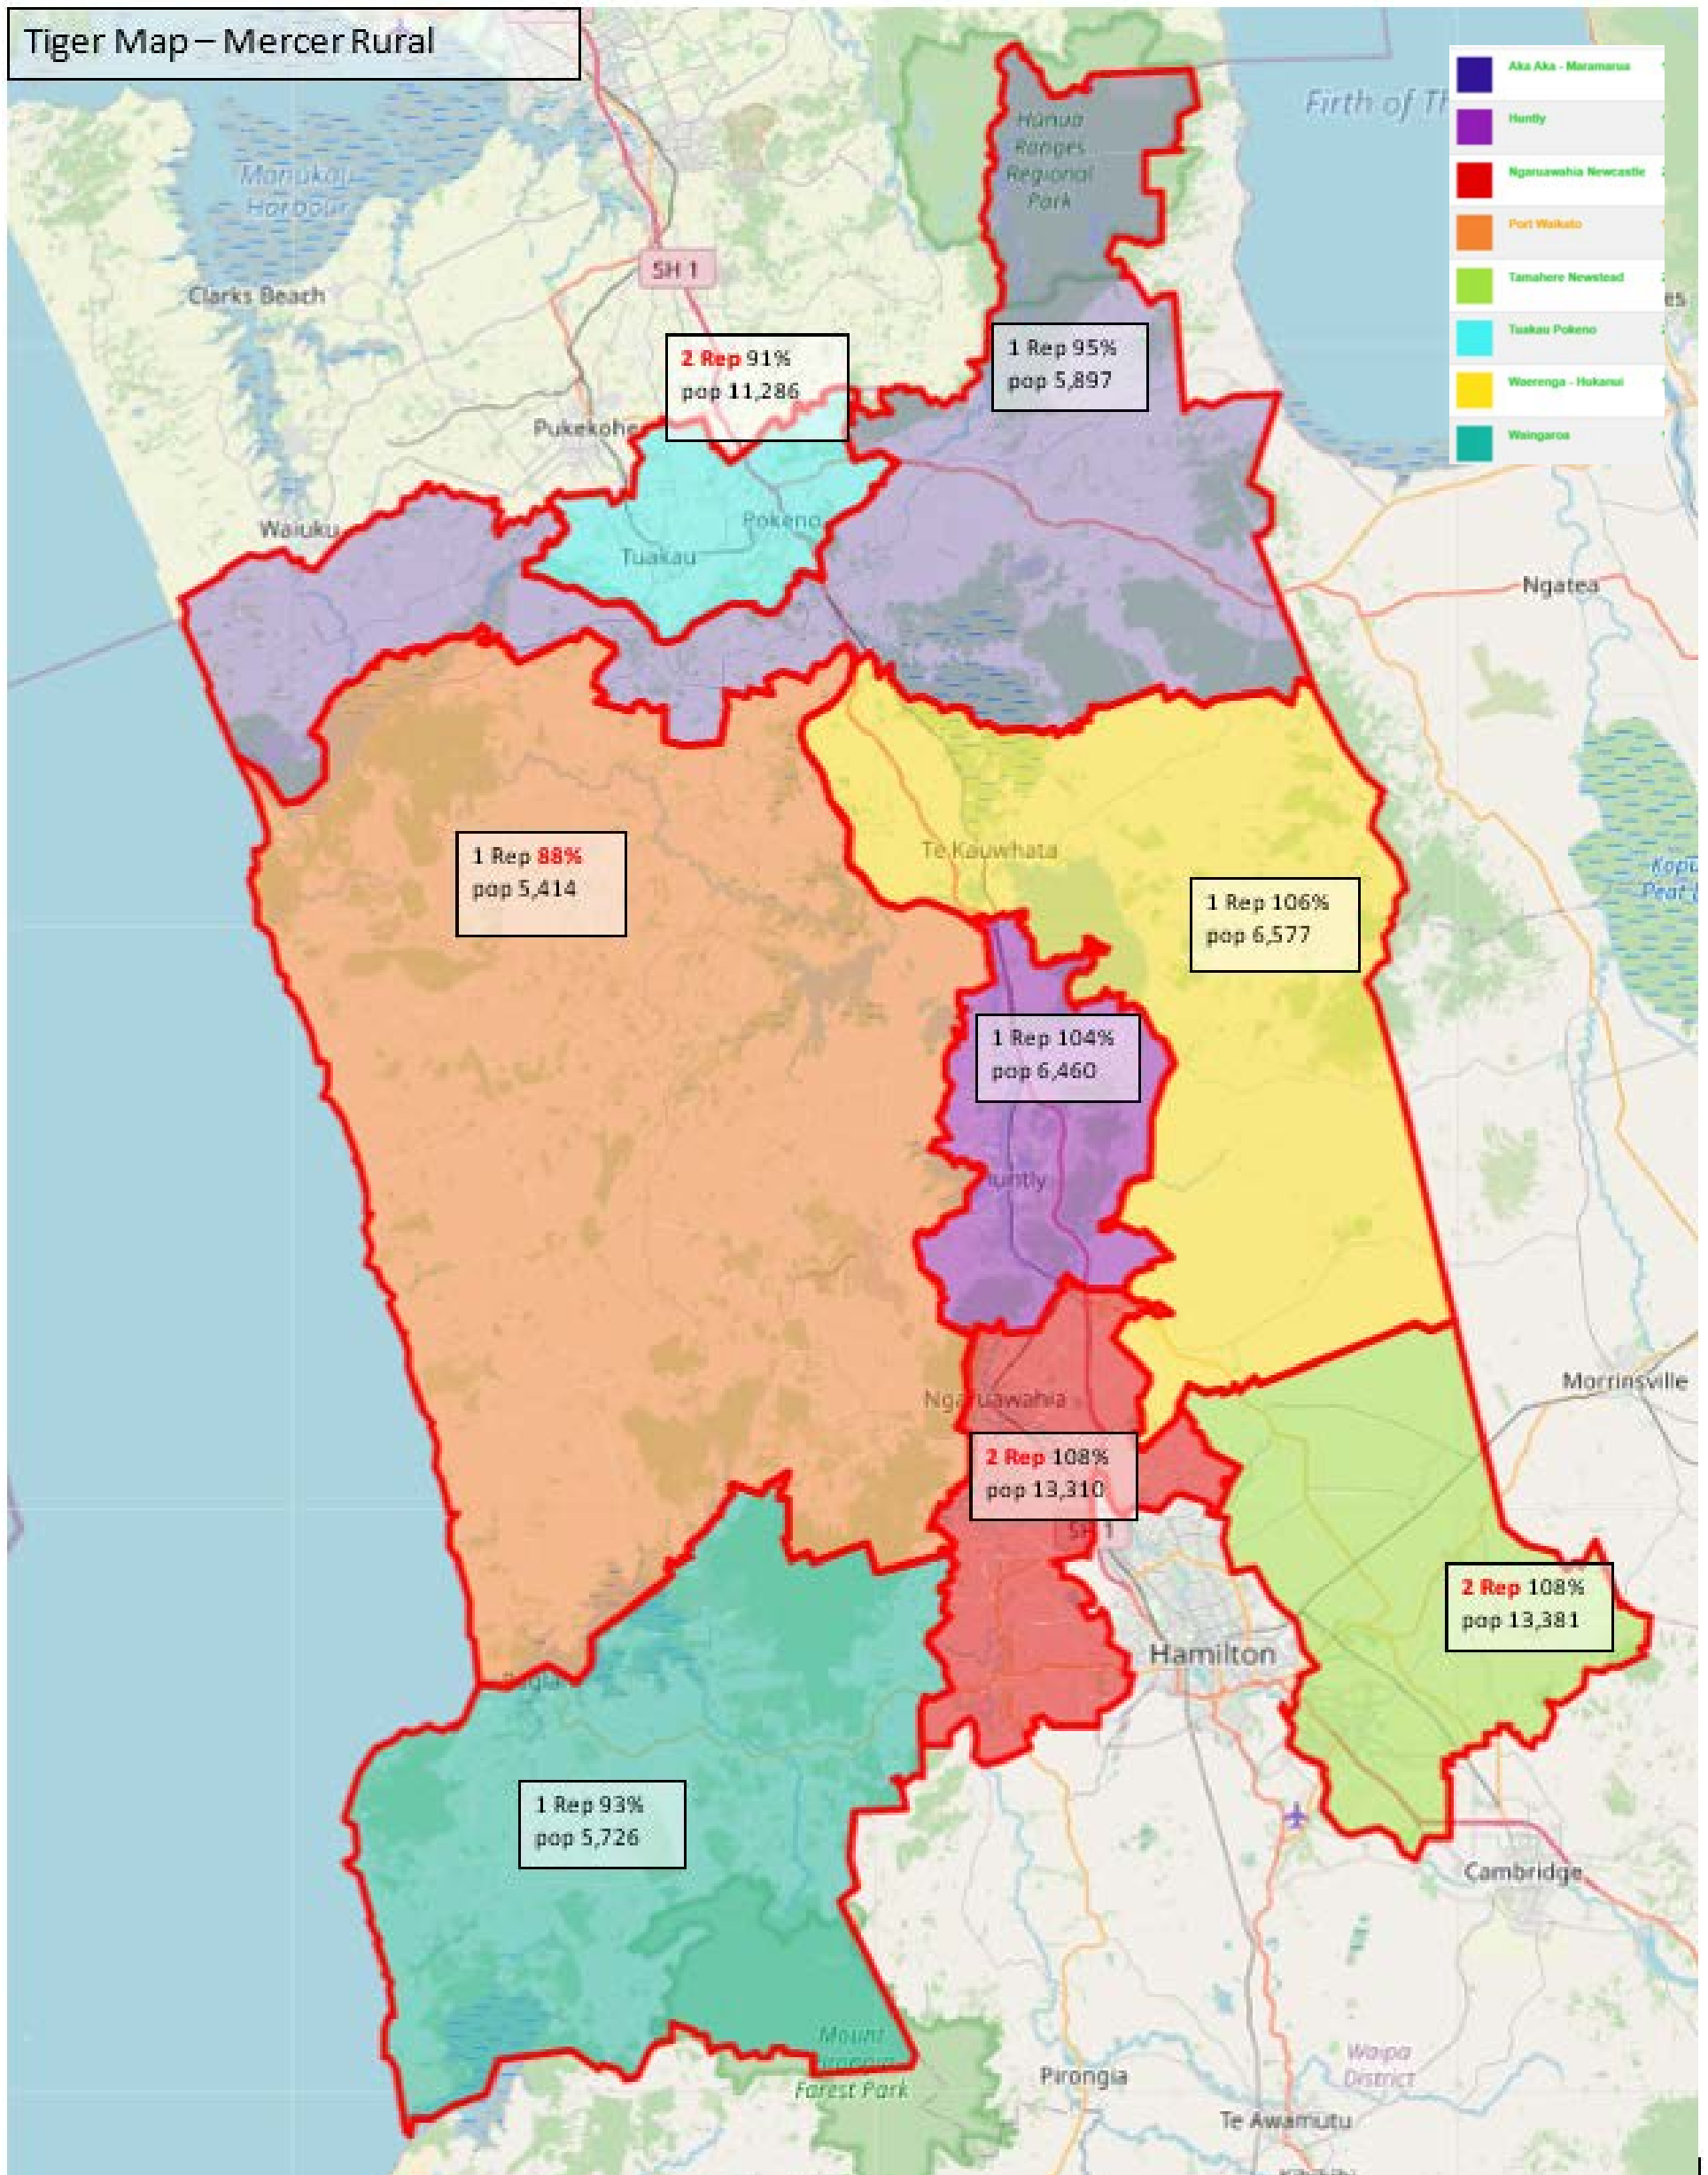 Tiger Map – Mercer Rural
Aka Aka - Maramarua
Huntly
Ngaruawahia Newcastle
Port Waikato
Tamahere Newstead
Tuakau Pokeno
Waerenga - Hukanui
Waingaroa
Firth of Th
Hūnua
Ranges
Regional
Park
Manukau
Harbour
SH 1
Clarks Beach
2 Rep 91%
pop 11,286
1 Rep 95%
pop 5,897
Pukekohe
Waiuku
Pokeno
Tuakau
Ngatea
1 Rep 88%
pop 5,414
Te Kauwhata
Kopu
Peat
1 Rep 106%
pop 6,577
1 Rep 104%
pop 6,460
untly
Ngaruawahia
Morrinsville
2 Rep 108%
pop 13,310
SH 1
2 Rep 108%
pop 13,381
Hamilton
1 Rep 93%
pop 5,726
Cambridge
Mount
Forest Park
Pirongia
Waipa
District
Te Awamutu